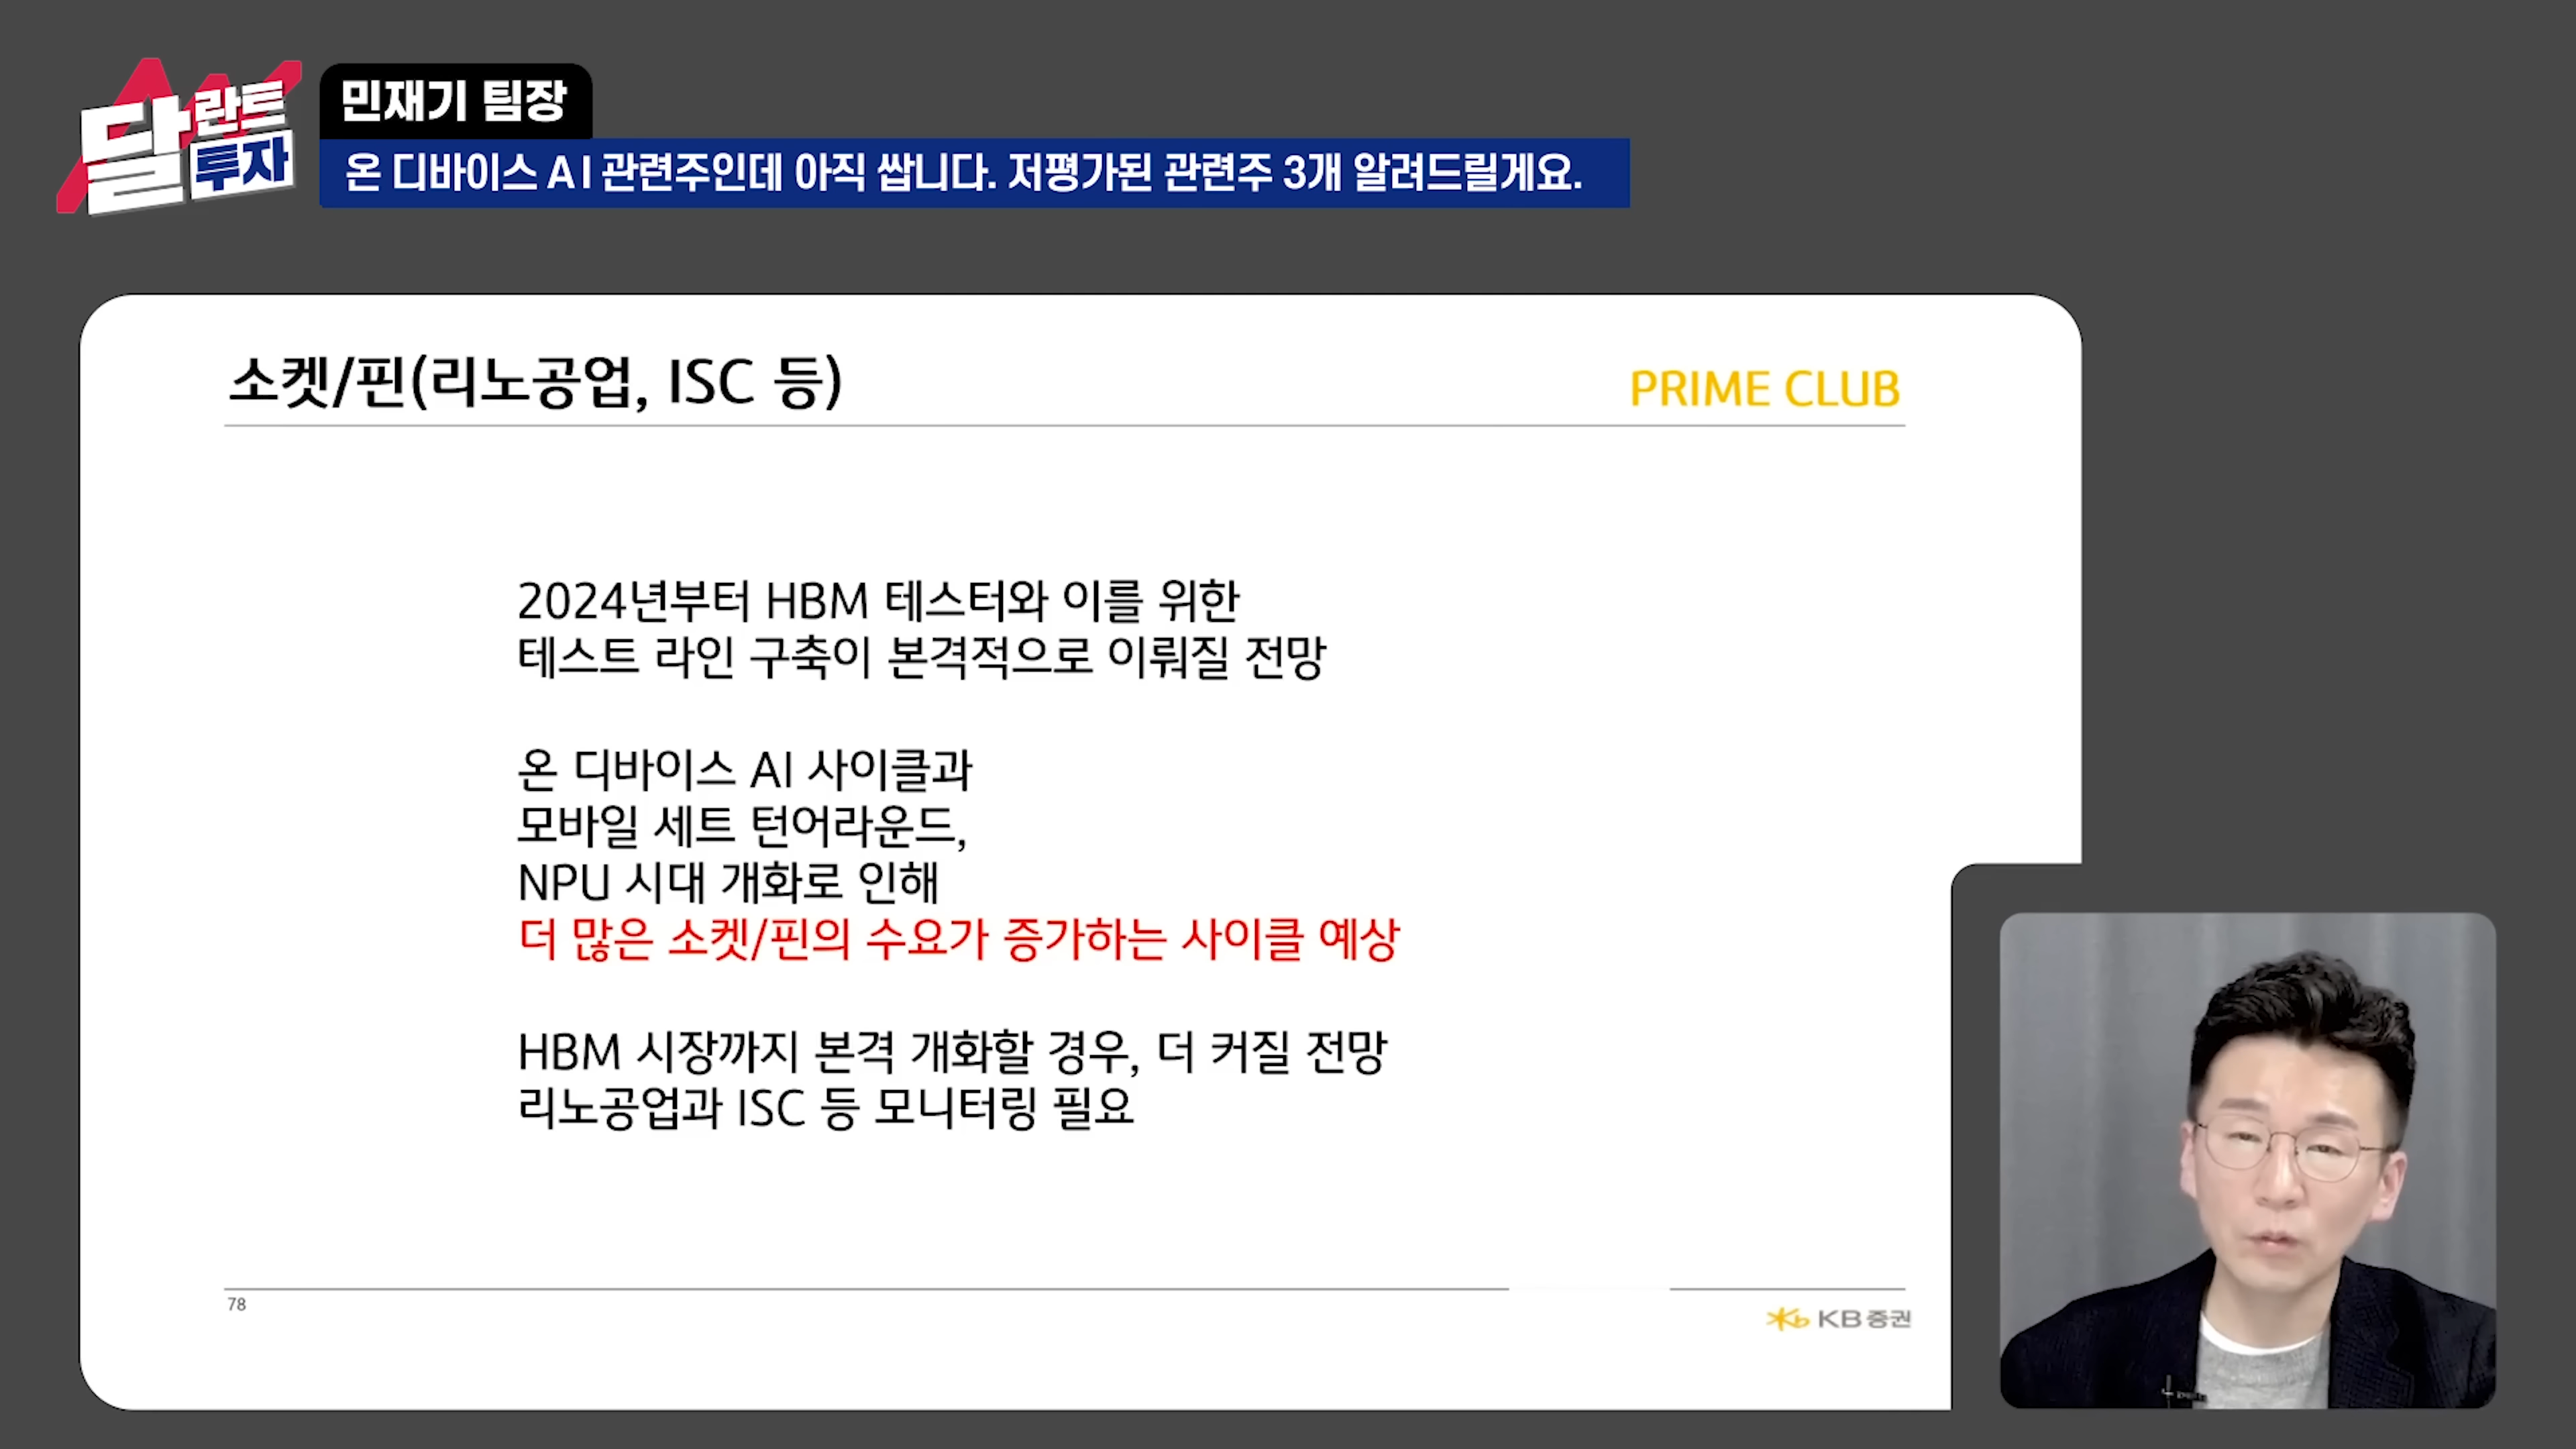 달란트
투자
민재기 팀장
온 디바이스 AI 관련주인데 아직 쌉니다. 저평가된 관련주 3개 알려드릴게요.
소켓/핀(리노공업, ISC 등)
PRIME CLUB
2024년부터 HBM 테스터와 이를 위한
테스트 라인 구축이 본격적으로 이뤄질 전망
온 디바이스 AI 사이클과
모바일 세트 턴어라운드,
NPU 시대 개화로 인해
더 많은 소켓/핀의 수요가 증가하는 사이클 예상
HBM 시장까지 본격 개화할 경우, 더 커질 전망
리노공업과 ISC 등 모니터링 필요
78
KB증권